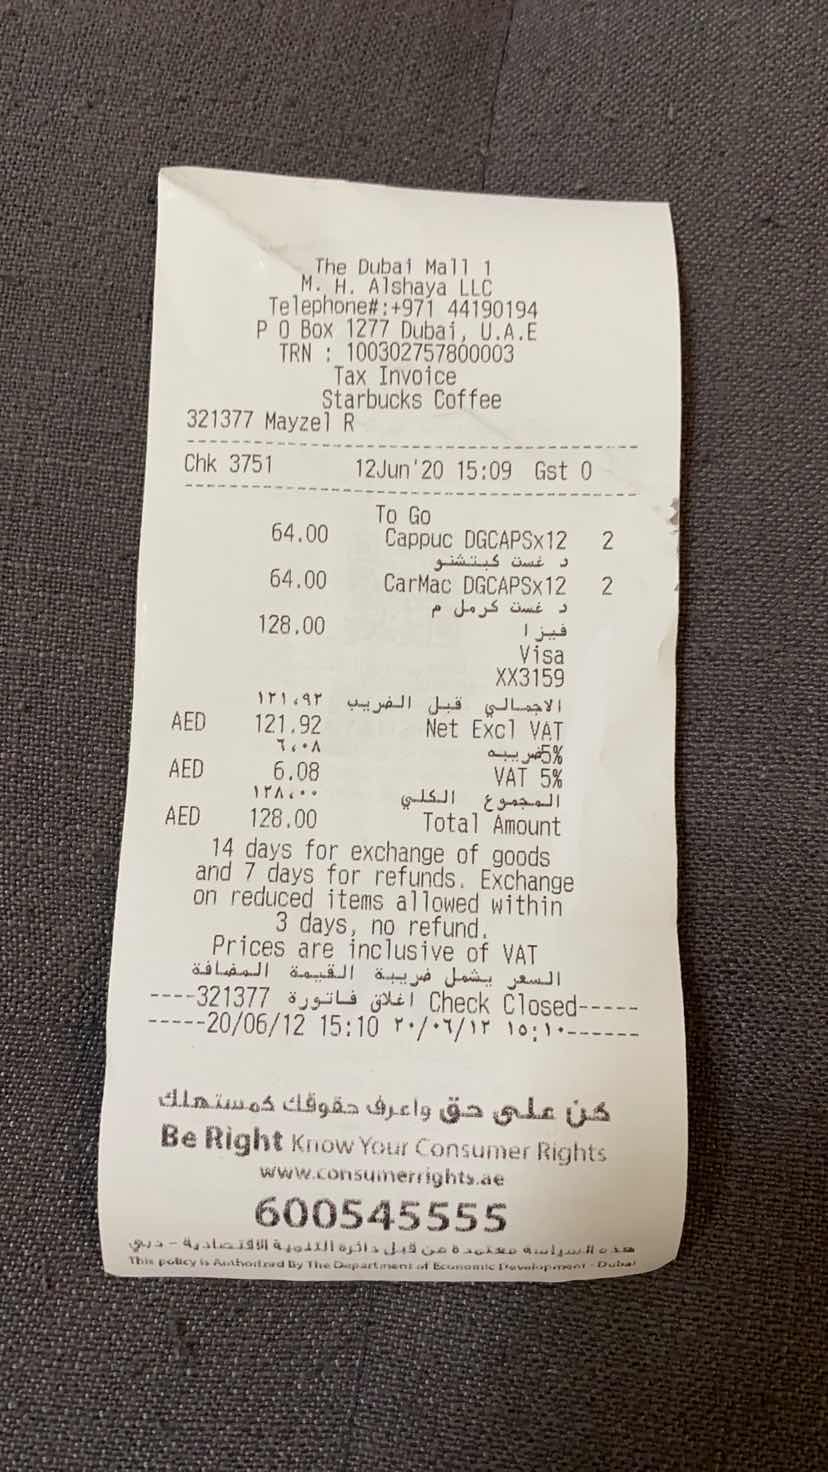 The Dubai Mall 1
M. H. Alshaya LLC
Telephone#:+971 44190194
P O Box 1277 Dubai, U.A.E
TRN : 100302757800003
Tax Invoice
Starbucks Coffee
321377 Mayzel R
Chk 3751 12Jun'20 15:09 Gst 0
To Go
64.00 Cappuc DGCAPSx12 2
د غست كبتشنو
64.00 CarMac DGCAPSx12 2
د غست كرمل م
128.00 فيزا
Visa
XX3159
الاجمالي قبل الضريب ١٢١،٩٢
AED 121.92 Net Excl VAT
٦،٠٨ ضريبه 5%
AED 6.08 VAT 5%
المجموع الكلي ١٢٨،٠٠
AED 128.00 Total Amount
14 days for exchange of goods
and 7 days for refunds. Exchange
on reduced items allowed within
3 days, no refund.
Prices are inclusive of VAT
السعر يشمل ضريبة القيمة المضافة
----321377 اغلاق فاتورة Check Closed-----
-----20/06/12 15:10 ٢٠/٠٦/١٢ ١٥:١٠------
كن على حق واعرف حقوقك كمستهلك
Be Right Know Your Consumer Rights
www.consumerrights.ae
600545555
هذه السياسة معتمدة من قبل دائرة التنمية الاقتصادية - دبي
This policy is Authorized By The Department of Economic Development - Dubai